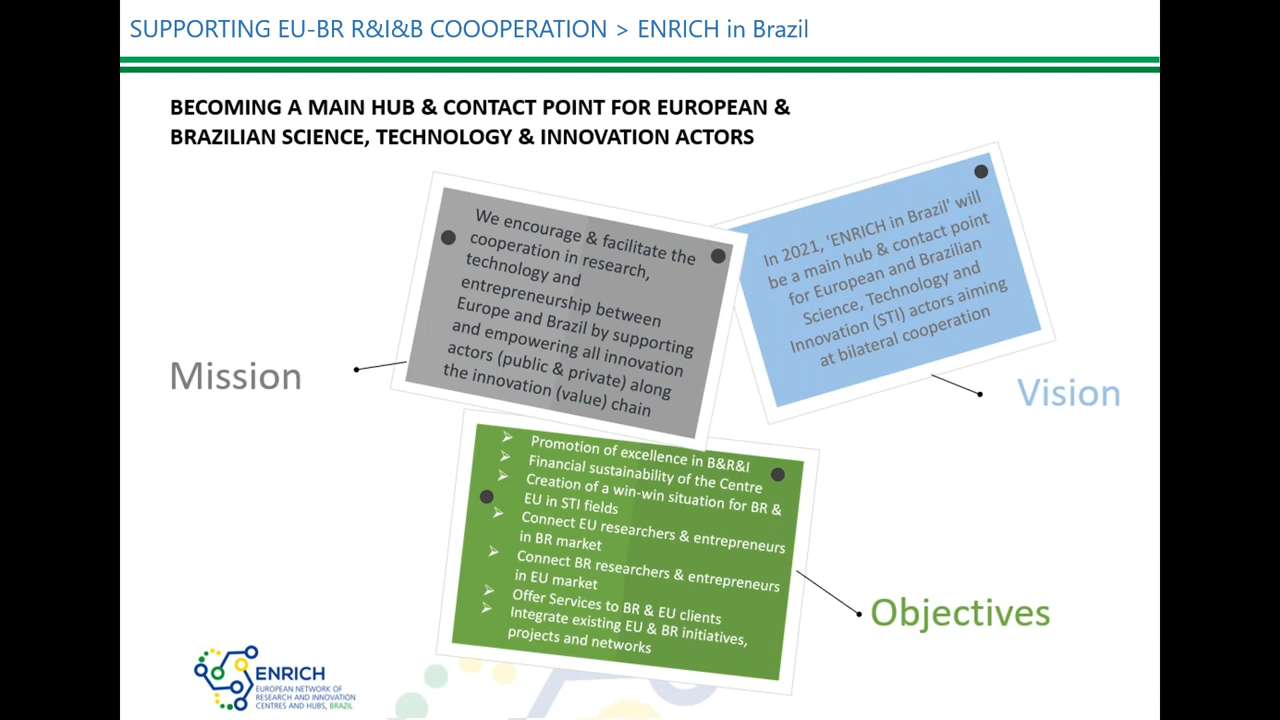 SUPPORTING EU-BR R&I&B COOOPERATION > ENRICH in Brazil
BECOMING A MAIN HUB & CONTACT POINT FOR EUROPEAN &
BRAZILIAN SCIENCE, TECHNOLOGY & INNOVATION ACTORS
Mission
We encourage & facilitate the
cooperation in research,
technology and
entrepreneurship between
Europe and Brazil by supporting
and empowering all innovation
actors (public & private) along
the innovation (value) chain
In 2021, 'ENRICH in Brazil' will
be a main hub & contact point
for European and Brazilian
Science, Technology and
Innovation (STI) actors aiming
at bilateral cooperation
Vision
Promotion of excellence in B&R&I
Financial sustainability of the Centre
Creation of a win-win situation for BR &
EU in STI fields
Connect EU researchers & entrepreneurs
in BR market
Connect BR researchers & entrepreneurs
in EU market
Offer Services to BR & EU clients
Integrate existing EU & BR initiatives,
projects and networks
Objectives
ENRICH
EUROPEAN NETWORK OF
RESEARCH AND INNOVATION
CENTRES AND HUBS, BRAZIL